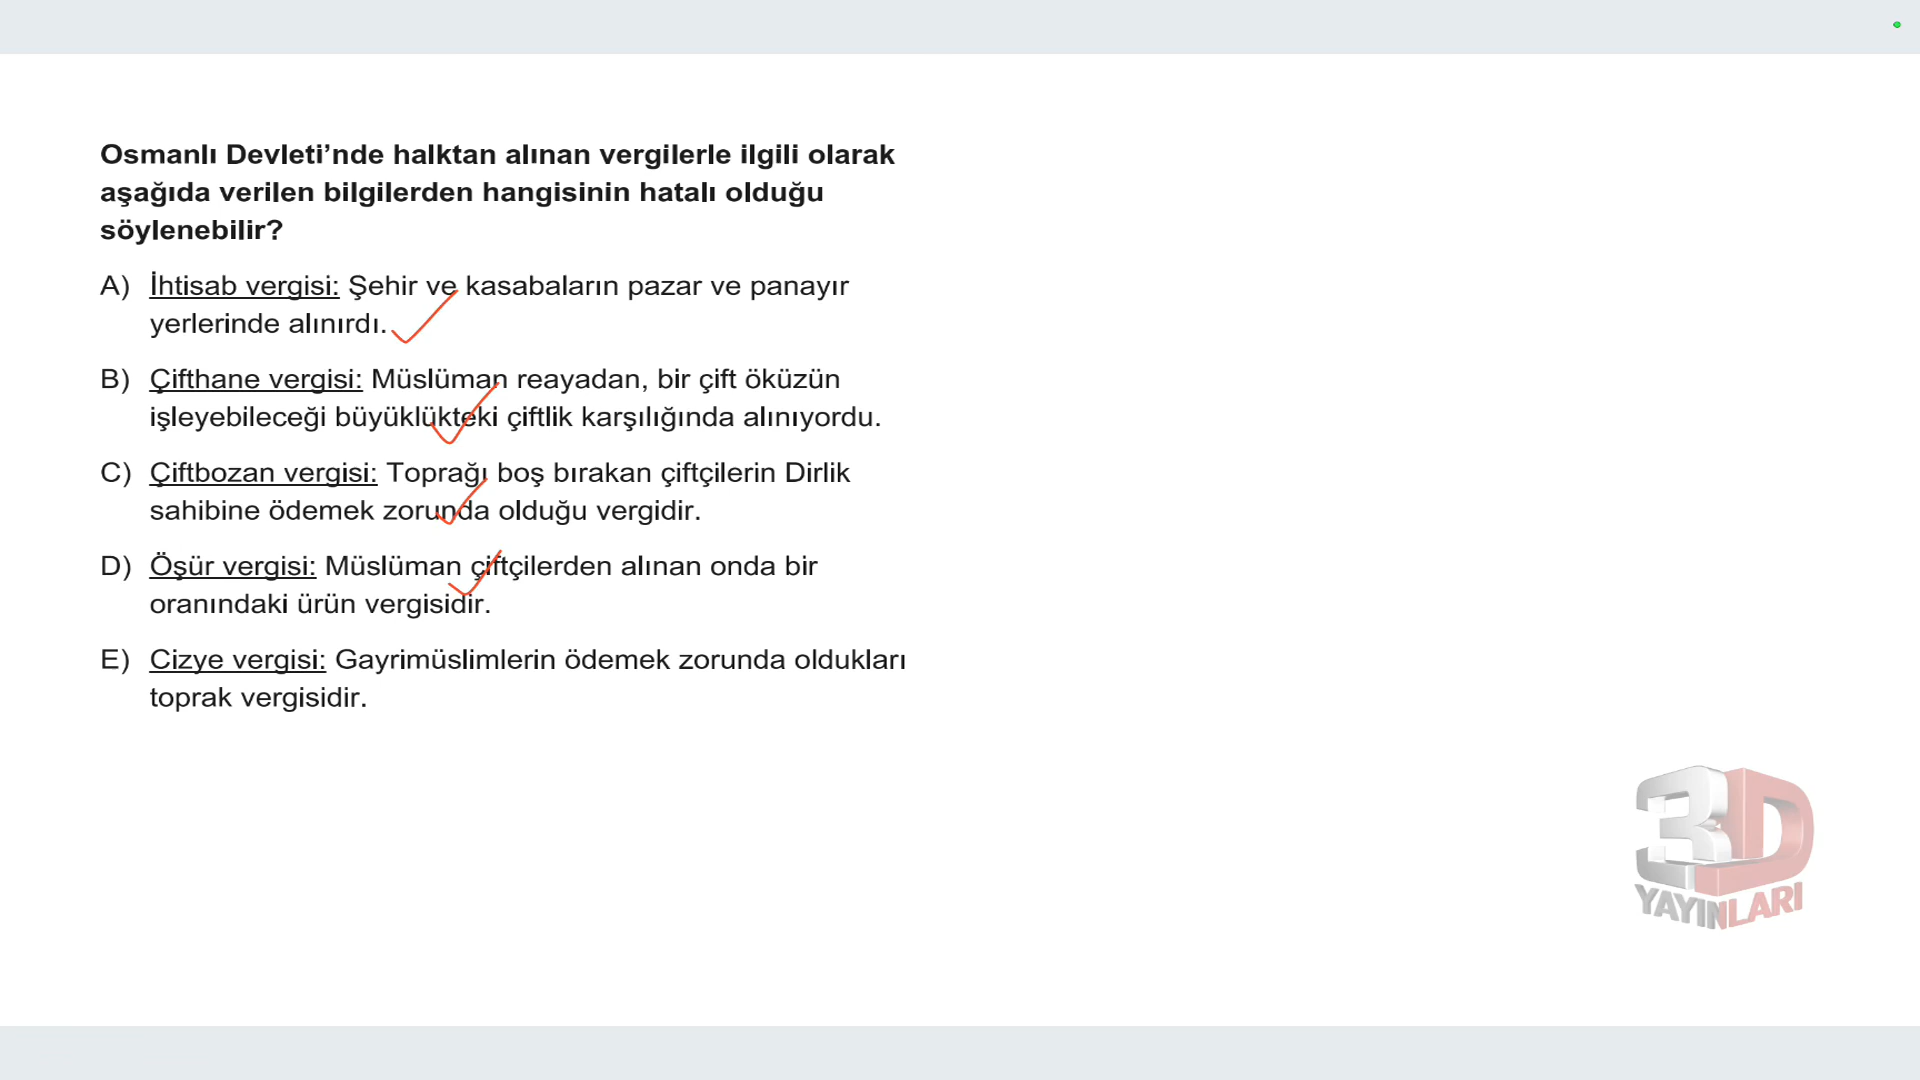 Osmanlı Devleti’nde halktan alınan vergilerle ilgili olarak
aşağıda verilen bilgilerden hangisinin hatalı olduğu
söylenebilir?
A) İhtisab vergisi: Şehir ve kasabaların pazar ve panayır
yerlerinde alınırdı.
B) Çifthane vergisi: Müslüman reayadan, bir çift öküzün
işleyebileceği büyüklükteki çiftlik karşılığında alınıyordu.
C) Çiftbozan vergisi: Toprağı boş bırakan çiftçilerin Dirlik
sahibine ödemek zorunda olduğu vergidir.
D) Öşür vergisi: Müslüman çiftçilerden alınan onda bir
oranındaki ürün vergisidir.
E) Cizye vergisi: Gayrimüslimlerin ödemek zorunda oldukları
toprak vergisidir.
3D
YAYINLARI